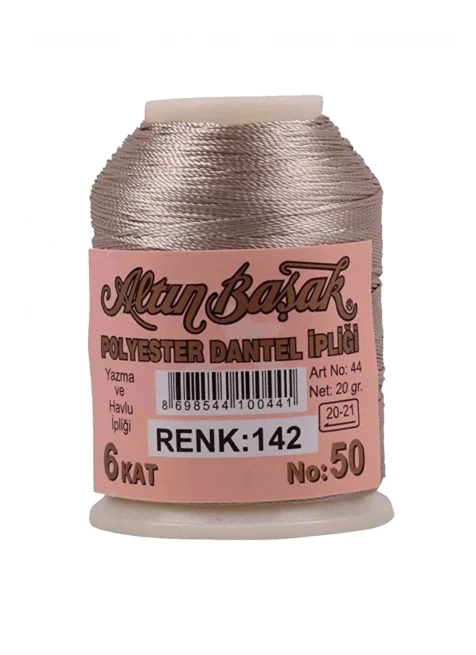 Altın Başak®
POLYESTER DANTEL İPLİĞİ
Yazma
ve
Havlu
İpliği
8 698544 100441
Art No: 44
Net: 20 gr.
20-21
RENK:142
6 KAT
No:50